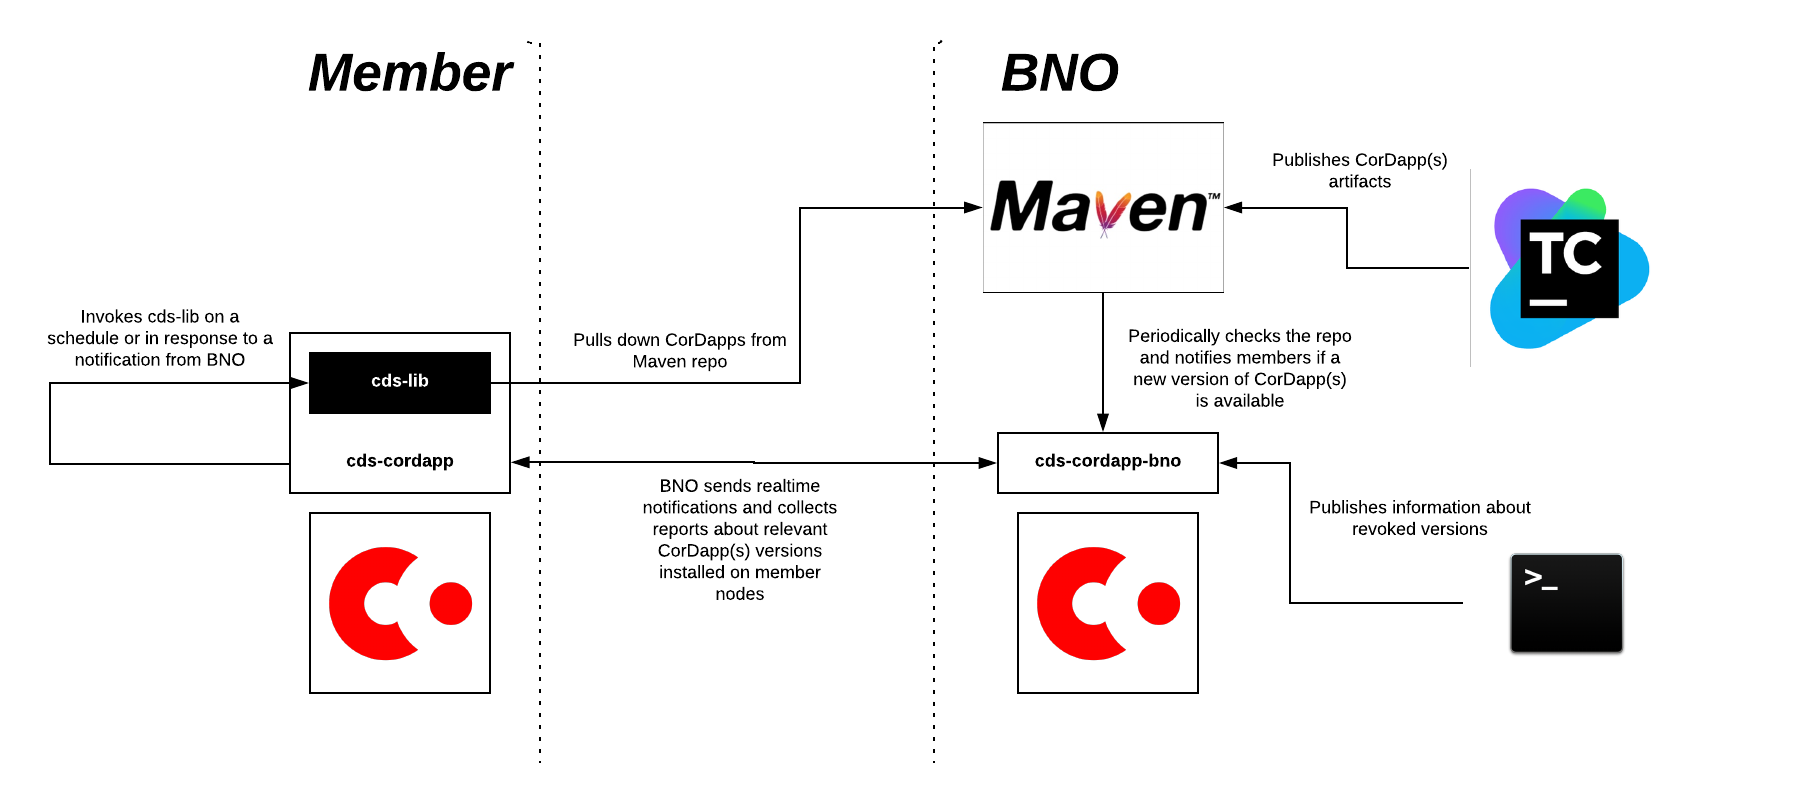 Member
BNO
Maven™
Publishes CorDapp(s)
artifacts
TC
Invokes cds-lib on a
schedule or in response to a
notification from BNO
cds-lib
cds-cordapp
Pulls down CorDapps from
Maven repo
Periodically checks the repo
and notifies members if a
new version of CorDapp(s)
is available
cds-cordapp-bno
BNO sends realtime
notifications and collects
reports about relevant
CorDapp(s) versions
installed on member
nodes
Publishes information about
revoked versions
>_